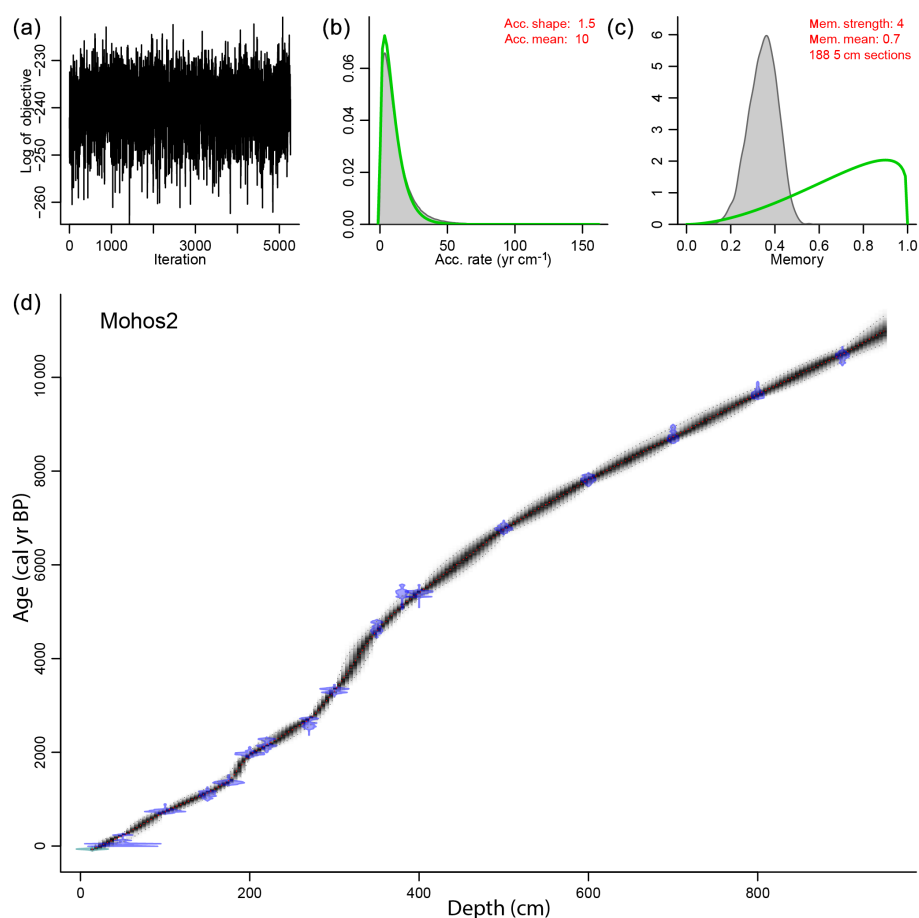 (a)
Log of objective
-260 -250 -240 -230
0 1000 3000 5000
Iteration
(b)
Acc. shape: 1.5
Acc. mean: 10
0.00 0.02 0.04 0.06
0 50 100 150
Acc. rate (yr cm-1)
(c)
Mem. strength: 4
Mem. mean: 0.7
188 5 cm sections
0 1 2 3 4 5 6
0.0 0.2 0.4 0.6 0.8 1.0
Memory
(d)
Mohos2
Age (cal yr BP)
0 2000 4000 6000 8000 10000
0 200 400 600 800
Depth (cm)